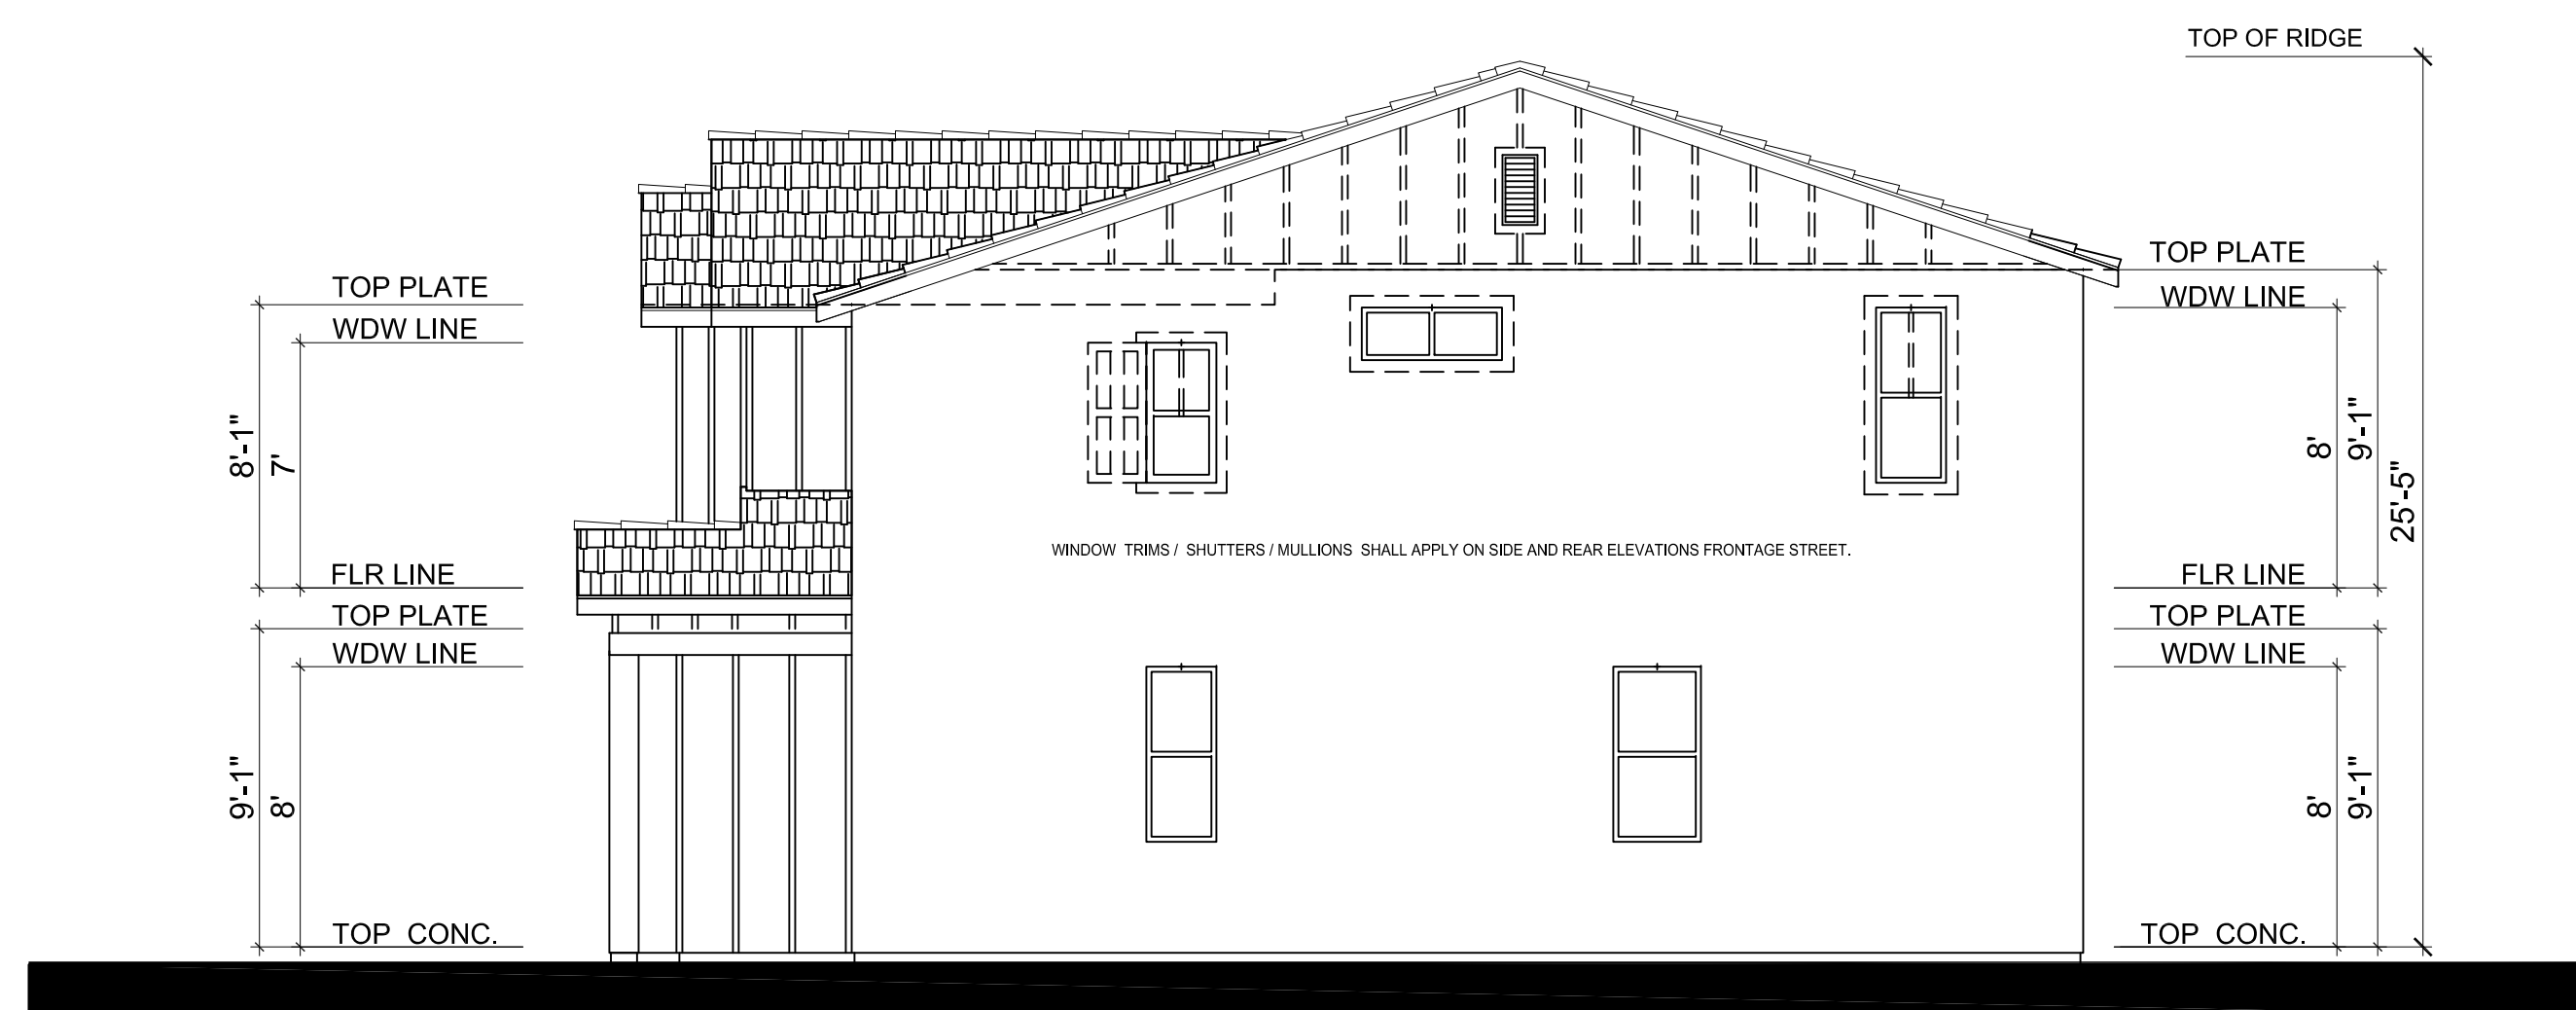 TOP OF RIDGE
TOP PLATE
WDW LINE
8'-1"
7'
FLR LINE
TOP PLATE
WDW LINE
9'-1"
8'
TOP CONC.
WINDOW TRIMS / SHUTTERS / MULLIONS SHALL APPLY ON SIDE AND REAR ELEVATIONS FRONTAGE STREET.
TOP PLATE
WDW LINE
8'
9'-1"
25'-5"
FLR LINE
TOP PLATE
WDW LINE
8'
9'-1"
TOP CONC.